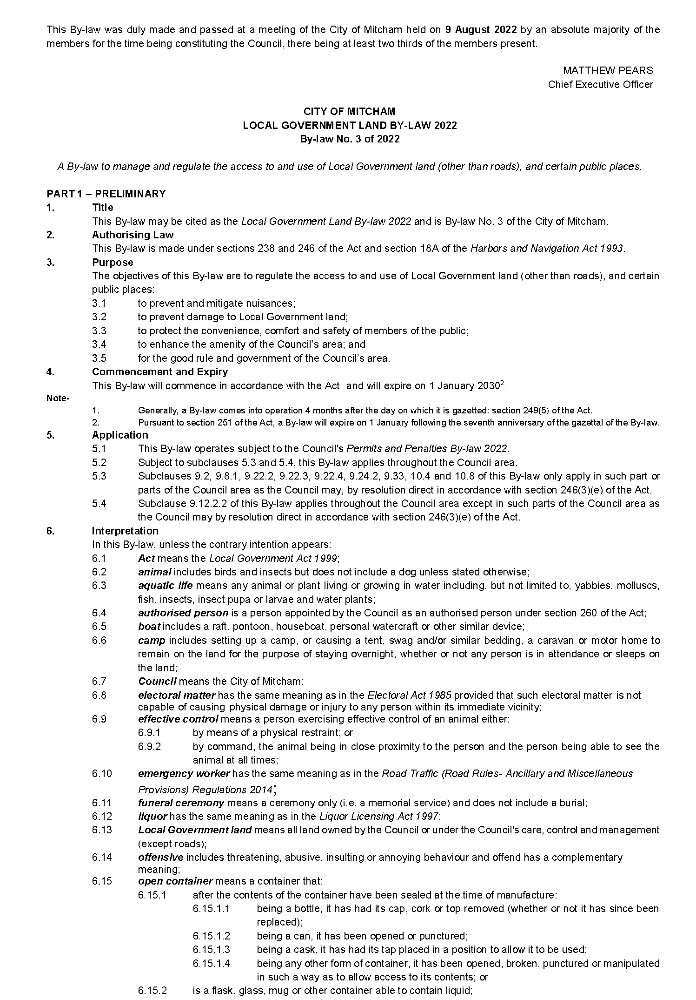 This By-law was duly made and passed at a meeting of the City of Mitcham held on 9 August 2022 by an absolute majority of the
members for the time being constituting the Council, there being at least two thirds of the members present.
MATTHEW PEARS
Chief Executive Officer
CITY OF MITCHAM
LOCAL GOVERNMENT LAND BY-LAW 2022
By-law No. 3 of 2022
A By-law to manage and regulate the access to and use of Local Government land (other than roads), and certain public places.
PART 1 – PRELIMINARY
1. Title
This By-law may be cited as the Local Government Land By-law 2022 and is By-law No. 3 of the City of Mitcham.
2. Authorising Law
This By-law is made under sections 238 and 246 of the Act and section 18A of the Harbors and Navigation Act 1993.
3. Purpose
The objectives of this By-law are to regulate the access to and use of Local Government land (other than roads), and certain
public places:
3.1 to prevent and mitigate nuisances;
3.2 to prevent damage to Local Government land;
3.3 to protect the convenience, comfort and safety of members of the public;
3.4 to enhance the amenity of the Council’s area; and
3.5 for the good rule and government of the Council’s area.
4. Commencement and Expiry
This By-law will commence in accordance with the Act1 and will expire on 1 January 20302.
Note-
1. Generally, a By-law comes into operation 4 months after the day on which it is gazetted: section 249(5) of the Act.
2. Pursuant to section 251 of the Act, a By-law will expire on 1 January following the seventh anniversary of the gazettal of the By-law.
5. Application
5.1 This By-law operates subject to the Council's Permits and Penalties By-law 2022.
5.2 Subject to subclauses 5.3 and 5.4, this By-law applies throughout the Council area.
5.3 Subclauses 9.2, 9.8.1, 9.22.2, 9.22.3, 9.22.4, 9.24.2, 9.33, 10.4 and 10.8 of this By-law only apply in such part or
parts of the Council area as the Council may, by resolution direct in accordance with section 246(3)(e) of the Act.
5.4 Subclause 9.12.2.2 of this By-law applies throughout the Council area except in such parts of the Council area as
the Council may by resolution direct in accordance with section 246(3)(e) of the Act.
6. Interpretation
In this By-law, unless the contrary intention appears:
6.1 Act means the Local Government Act 1999;
6.2 animal includes birds and insects but does not include a dog unless stated otherwise;
6.3 aquatic life means any animal or plant living or growing in water including, but not limited to, yabbies, molluscs,
fish, insects, insect pupa or larvae and water plants;
6.4 authorised person is a person appointed by the Council as an authorised person under section 260 of the Act;
6.5 boat includes a raft, pontoon, houseboat, personal watercraft or other similar device;
6.6 camp includes setting up a camp, or causing a tent, swag and/or similar bedding, a caravan or motor home to
remain on the land for the purpose of staying overnight, whether or not any person is in attendance or sleeps on
the land;
6.7 Council means the City of Mitcham;
6.8 electoral matter has the same meaning as in the Electoral Act 1985 provided that such electoral matter is not
capable of causing physical damage or injury to any person within its immediate vicinity;
6.9 effective control means a person exercising effective control of an animal either:
6.9.1 by means of a physical restraint; or
6.9.2 by command, the animal being in close proximity to the person and the person being able to see the
animal at all times;
6.10 emergency worker has the same meaning as in the Road Traffic (Road Rules- Ancillary and Miscellaneous
Provisions) Regulations 2014;
6.11 funeral ceremony means a ceremony only (i.e. a memorial service) and does not include a burial;
6.12 liquor has the same meaning as in the Liquor Licensing Act 1997;
6.13 Local Government land means all land owned by the Council or under the Council's care, control and management
(except roads);
6.14 offensive includes threatening, abusive, insulting or annoying behaviour and offend has a complementary
meaning;
6.15 open container means a container that:
6.15.1 after the contents of the container have been sealed at the time of manufacture:
6.15.1.1 being a bottle, it has had its cap, cork or top removed (whether or not it has since been
replaced);
6.15.1.2 being a can, it has been opened or punctured;
6.15.1.3 being a cask, it has had its tap placed in a position to allow it to be used;
6.15.1.4 being any other form of container, it has been opened, broken, punctured or manipulated
in such a way as to allow access to its contents; or
6.15.2 is a flask, glass, mug or other container able to contain liquid;